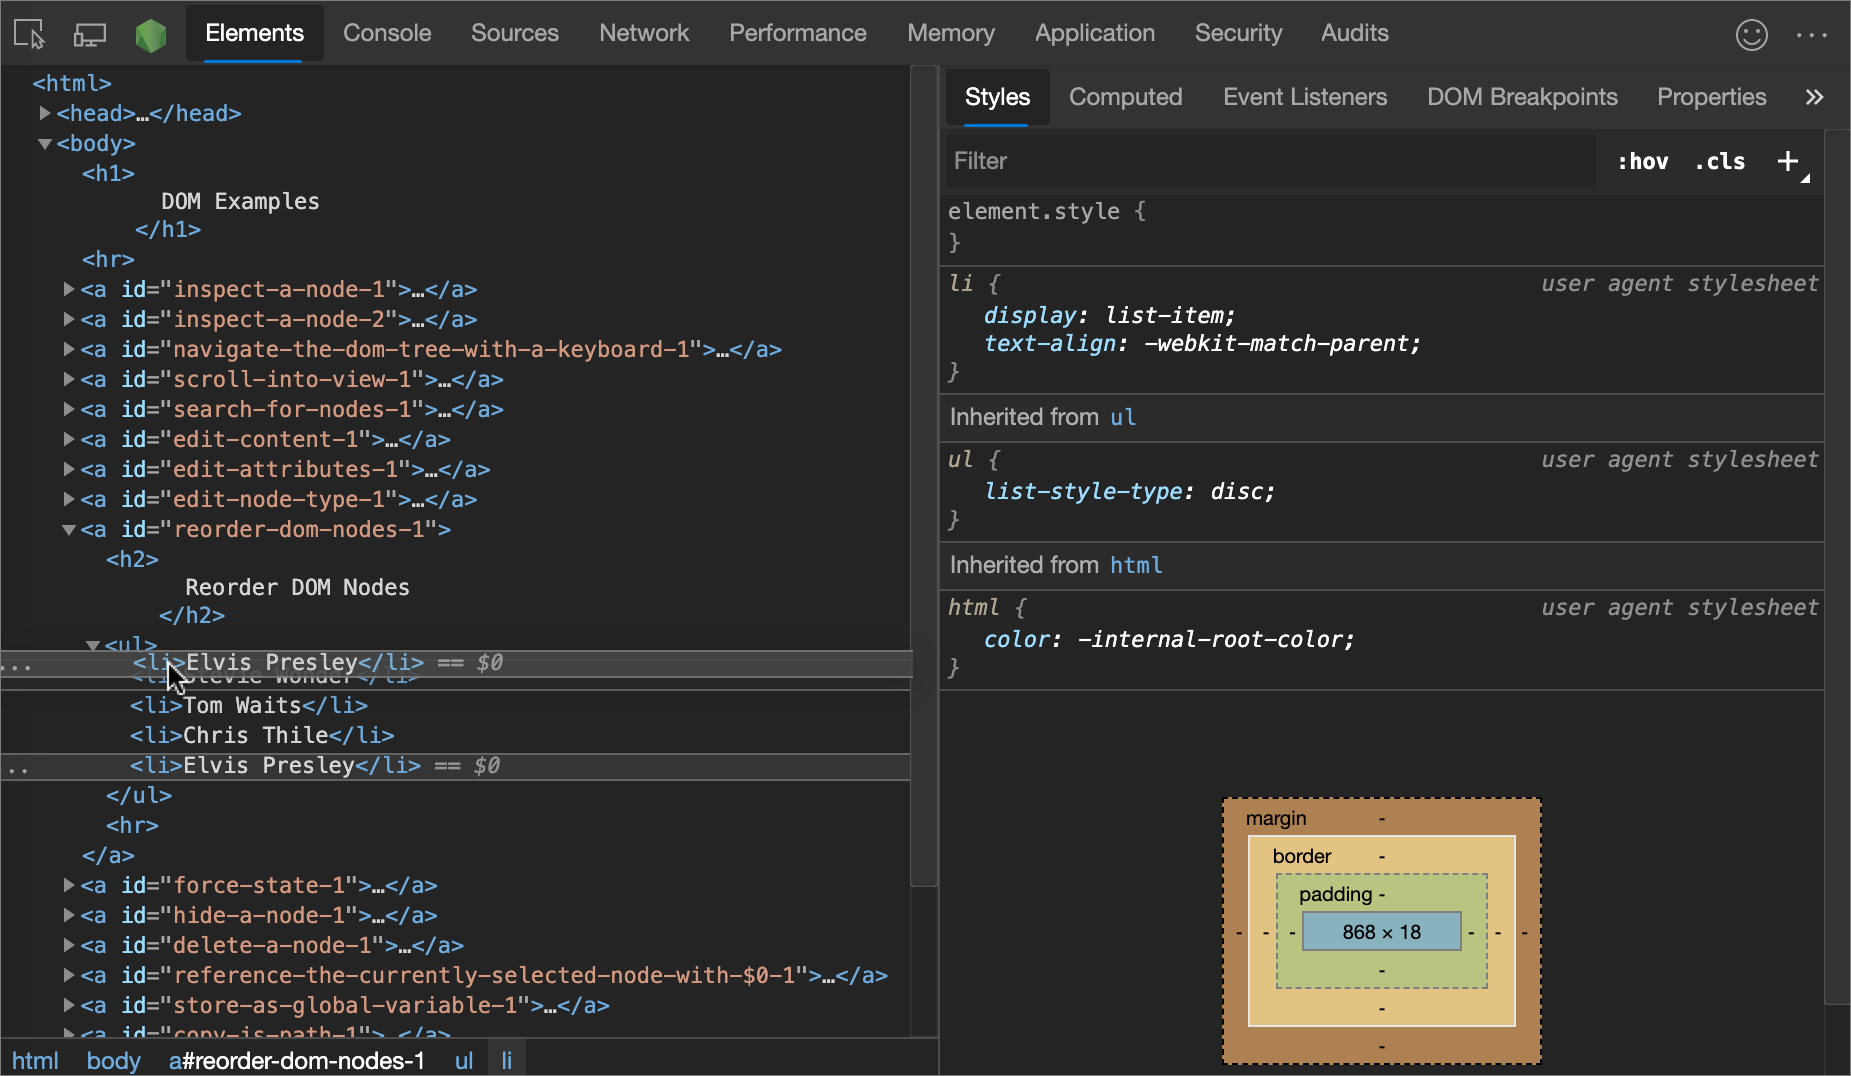 Elements Console Sources Network Performance Memory Application Security Audits
<html>
<head>…</head>
<body>
<h1>
DOM Examples
</h1>
<hr>
<a id="inspect-a-node-1">…</a>
<a id="inspect-a-node-2">…</a>
<a id="navigate-the-dom-tree-with-a-keyboard-1">…</a>
<a id="scroll-into-view-1">…</a>
<a id="search-for-nodes-1">…</a>
<a id="edit-content-1">…</a>
<a id="edit-attributes-1">…</a>
<a id="edit-node-type-1">…</a>
<a id="reorder-dom-nodes-1">
<h2>
Reorder DOM Nodes
</h2>
<ul>
... <li>Elvis Presley</li> == $0
<li>Stevie Wonder</li>
<li>Tom Waits</li>
<li>Chris Thile</li>
.. <li>Elvis Presley</li> == $0
</ul>
<hr>
</a>
<a id="force-state-1">…</a>
<a id="hide-a-node-1">…</a>
<a id="delete-a-node-1">…</a>
<a id="reference-the-currently-selected-node-with-$0-1">…</a>
<a id="store-as-global-variable-1">…</a>
<a id="copy-js-path-1">…</a>
html body a#reorder-dom-nodes-1 ul li
Styles Computed Event Listeners DOM Breakpoints Properties »
Filter :hov .cls +
element.style {
}
li { user agent stylesheet
display: list-item;
text-align: -webkit-match-parent;
}
Inherited from ul
ul { user agent stylesheet
list-style-type: disc;
}
Inherited from html
html { user agent stylesheet
color: -internal-root-color;
}
margin -
border -
padding -
- - - 868 × 18 - - -
-
-
-